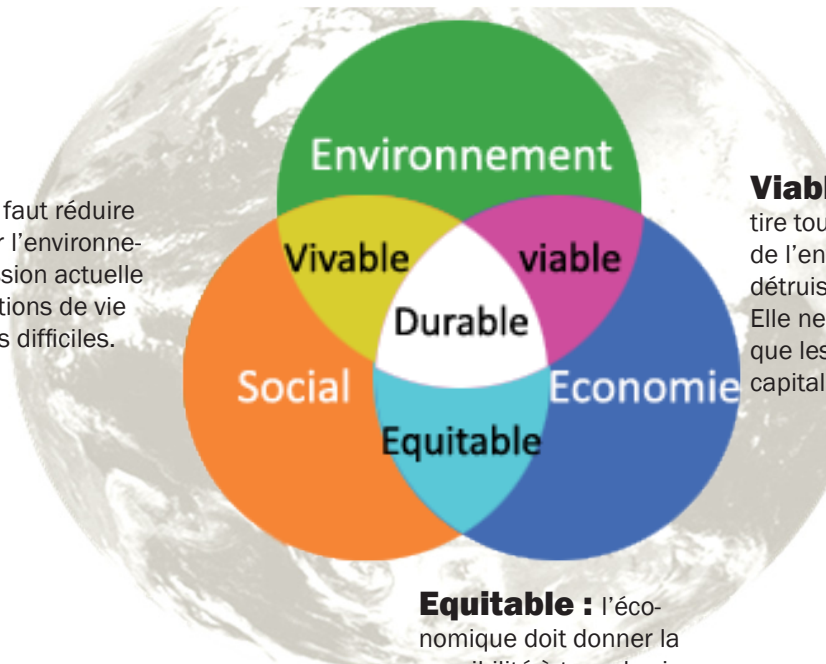 Environnement
Vivable
viable
Durable
Social
Economie
Equitable
faut réduire
l'environne-
sion actuelle
tions de vie
s difficiles.
tire tou
de l'en
détruis
Elle ne
que les
capital
Equitable : l'éco-
nomique doit donner la